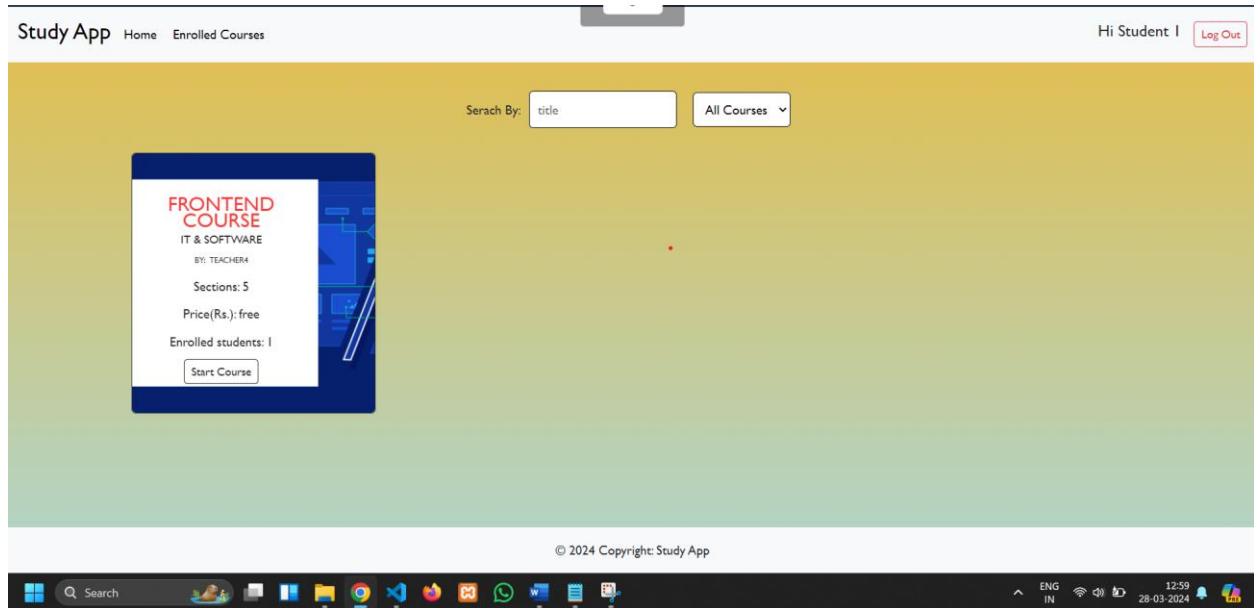 Study App Home Enrolled Courses Hi Student 1 Log Out
Serach By: title All Courses
FRONTEND
COURSE
IT & SOFTWARE
BY: TEACHER4
Sections: 5
Price(Rs.): free
Enrolled students: 1
Start Course
© 2024 Copyright: Study App
Search ENG 12:59
IN 28-03-2024